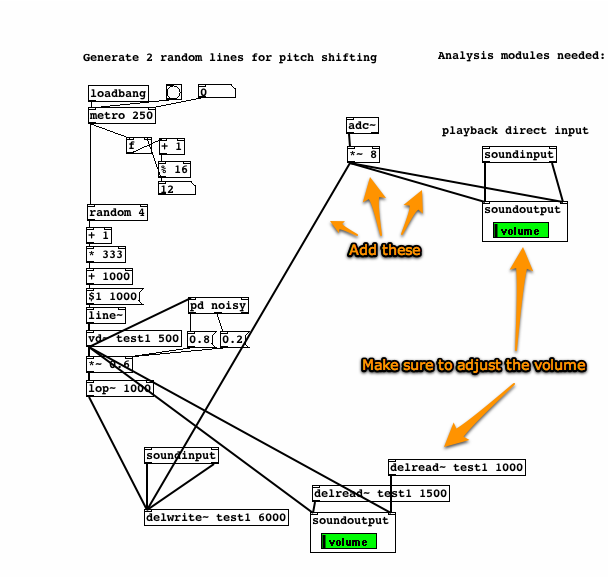 Generate 2 random lines for pitch shifting
Analysis modules needed:
loadbang
0
metro 250
f
+ 1
% 16
12
adc~
*~ 8
playback direct input
soundinput
soundoutput
volume
random 4
+ 1
* 333
+ 1000
$1 1000
line~
Add these
pd noisy
vd~ test1 500
0.8
0.2
*~ 0.6
lop~ 1000
Make sure to adjust the volume
soundinput
delread~ test1 1000
delread~ test1 1500
delwrite~ test1 6000
soundoutput
volume